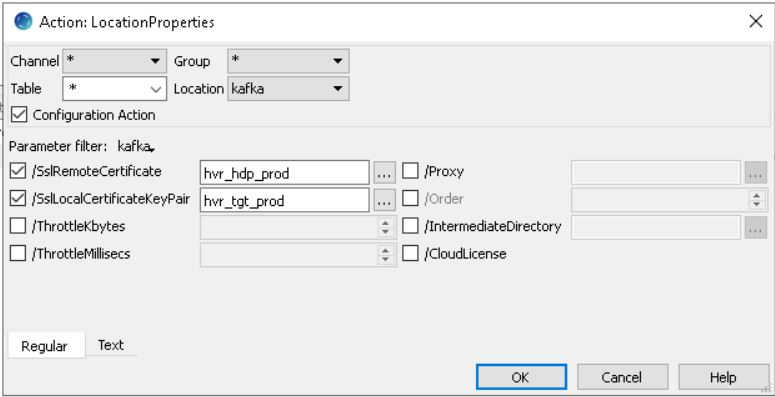 Action: LocationProperties
Channel * Group *
Table * Location kafka
Configuration Action
Parameter filter: kafka
/SslRemoteCertificate hvr_hdp_prod ... /Proxy ...
/SslLocalCertificateKeyPair hvr_tgt_prod ... /Order
/ThrottleKbytes /IntermediateDirectory ...
/ThrottleMillisecs /CloudLicense
Regular Text
OK Cancel Help